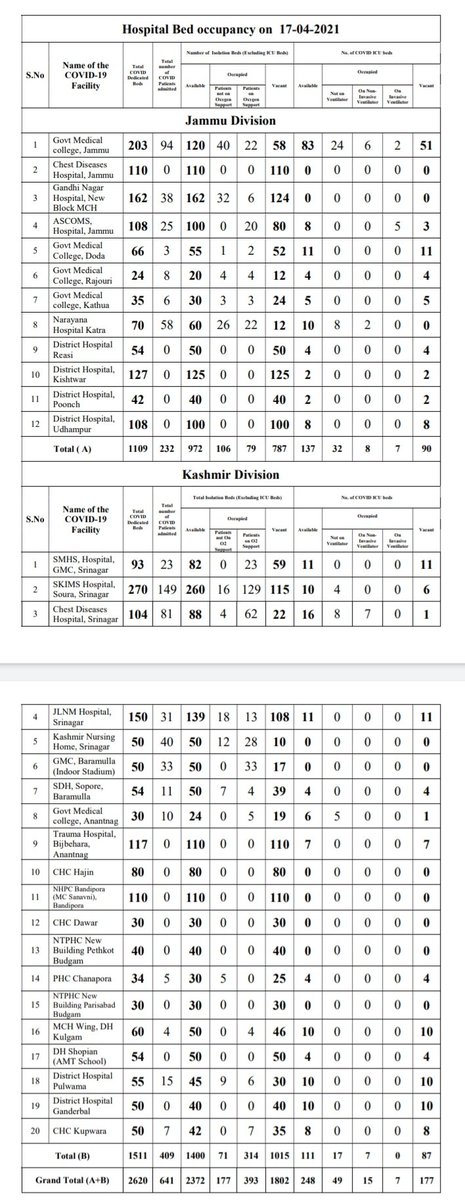 Hospital Bed occupancy on 17-04-2021
S.No | Name of the COVID-19 Facility | Total COVID Dedicated Beds | Total number of COVID Patients admitted | Number of Isolation Beds (Excluding ICU Beds) | No. of COVID ICU beds
Available | Occupied | Vacant | Available | Occupied | Vacant
Patients not on Oxygen Support | Patients on Oxygen Support | Not on Ventilator | On Non-Invasive Ventilator | On Invasive Ventilator
Jammu Division
1 Govt Medical college, Jammu 203 94 120 40 22 58 83 24 6 2 51
2 Chest Diseases Hospital, Jammu 110 0 110 0 0 110 0 0 0 0 0
3 Gandhi Nagar Hospital, New Block MCH 162 38 162 32 6 124 0 0 0 0 0
4 ASCOMS, Hospital, Jammu 108 25 100 0 20 80 8 0 0 5 3
5 Govt Medical College, Doda 66 3 55 1 2 52 11 0 0 0 11
6 Govt Medical College, Rajouri 24 8 20 4 4 12 4 0 0 0 4
7 Govt Medical college, Kathua 35 6 30 3 3 24 5 0 0 0 5
8 Narayana Hospital Katra 70 58 60 26 22 12 10 8 2 0 0
9 District Hospital Reasi 54 0 50 0 0 50 4 0 0 0 4
10 District Hospital, Kishtwar 127 0 125 0 0 125 2 0 0 0 2
11 District Hospital, Poonch 42 0 40 0 0 40 2 0 0 0 2
12 District Hospital, Udhampur 108 0 100 0 0 100 8 0 0 0 8
Total ( A) 1109 232 972 106 79 787 137 32 8 7 90
Kashmir Division
S.No | Name of the COVID-19 Facility | Total COVID Dedicated Beds | Total number of COVID Patients admitted | Total Isolation Beds (Excluding ICU Beds) | No. of COVID ICU beds
Available | Occupied | Vacant | Available | Occupied | Vacant
Patients not On O2 Support | Patients on O2 Support | Not on Ventilator | On Non-Invasive Ventilator | On Invasive Ventilator
1 SMHS, Hospital, GMC, Srinagar 93 23 82 0 23 59 11 0 0 0 11
2 SKIMS Hospital, Soura, Srinagar 270 149 260 16 129 115 10 4 0 0 6
3 Chest Diseases Hospital, Srinagar 104 81 88 4 62 22 16 8 7 0 1
4 JLNM Hospital, Srinagar 150 31 139 18 13 108 11 0 0 0 11
5 Kashmir Nursing Home, Srinagar 50 40 50 12 28 10 0 0 0 0 0
6 GMC, Baramulla (Indoor Stadium) 50 33 50 0 33 17 0 0 0 0 0
7 SDH, Sopore, Baramulla 54 11 50 7 4 39 4 0 0 0 4
8 Govt Medical college, Anantnag 30 10 24 0 5 19 6 5 0 0 1
9 Trauma Hospital, Bijbehara, Anantnag 117 0 110 0 0 110 7 0 0 0 7
10 CHC Hajin 80 0 80 0 0 80 0 0 0 0 0
11 NHPC Bandipora (MC Sanavni), Bandipora 110 0 110 0 0 110 0 0 0 0 0
12 CHC Dawar 30 0 30 0 0 30 0 0 0 0 0
13 NTPHC New Building Pethkot Budgam 40 0 40 0 0 40 0 0 0 0 0
14 PHC Chanapora 34 5 30 5 0 25 4 0 0 0 4
15 NTPHC New Building Parisabad Budgam 30 0 30 0 0 30 0 0 0 0 0
16 MCH Wing, DH Kulgam 60 4 50 0 4 46 10 0 0 0 10
17 DH Shopian (AMT School) 54 0 50 0 0 50 4 0 0 0 4
18 District Hospital Pulwama 55 15 45 9 6 30 10 0 0 0 10
19 District Hospital Ganderbal 50 0 40 0 0 40 10 0 0 0 10
20 CHC Kupwara 50 7 42 0 7 35 8 0 0 0 8
Total (B) 1511 409 1400 71 314 1015 111 17 7 0 87
Grand Total (A+B) 2620 641 2372 177 393 1802 248 49 15 7 177